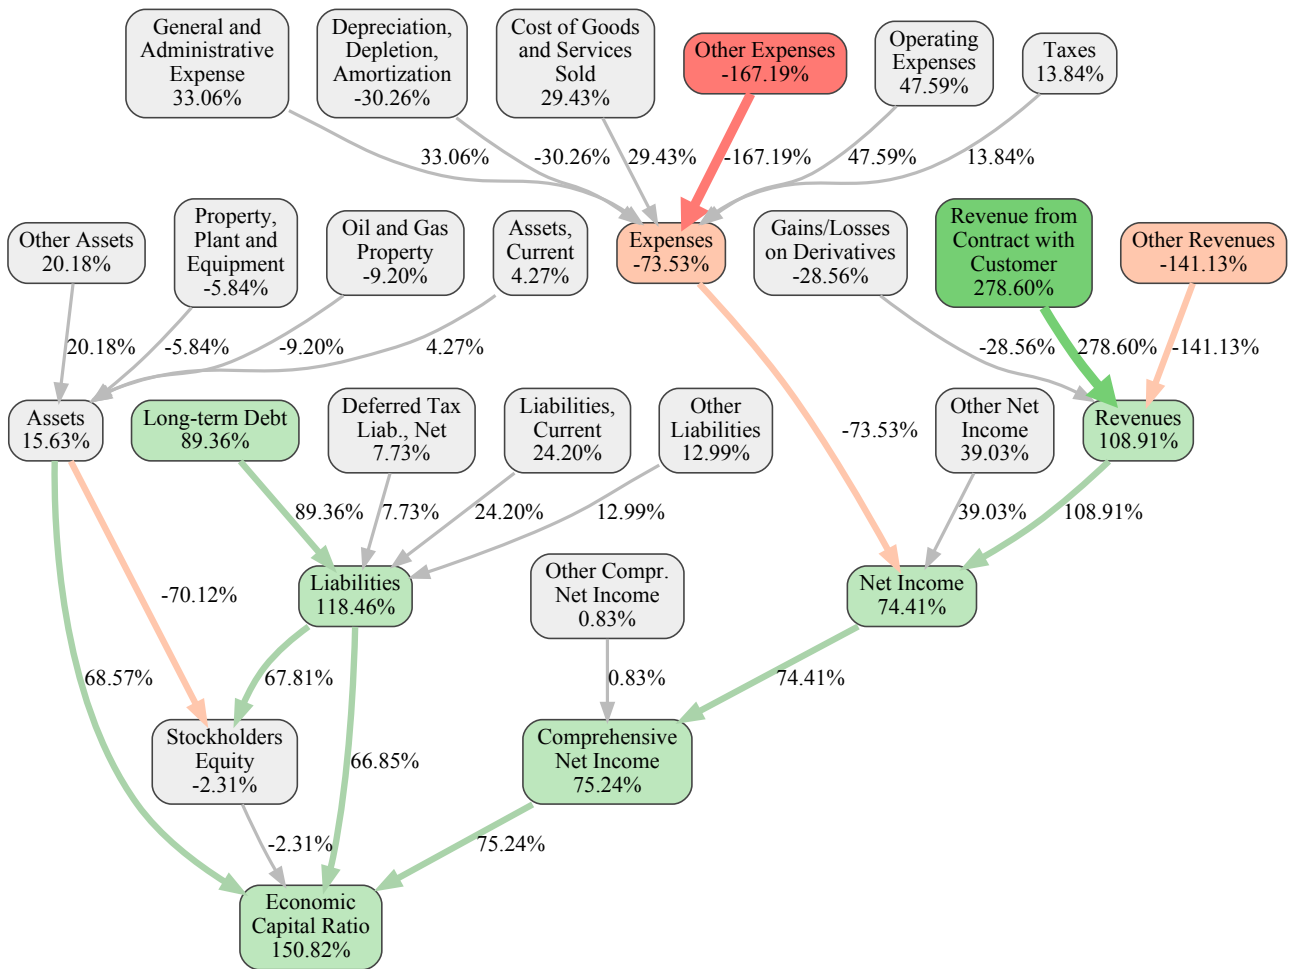 General and
Administrative
Expense
33.06%
Depreciation,
Depletion,
Amortization
-30.26%
Cost of Goods
and Services
Sold
29.43%
Other Expenses
-167.19%
Operating
Expenses
47.59%
Taxes
13.84%
33.06%
-30.26%
29.43%
-167.19%
47.59%
13.84%
Other Assets
20.18%
Property,
Plant and
Equipment
-5.84%
Oil and Gas
Property
-9.20%
Assets,
Current
4.27%
Expenses
-73.53%
Gains/Losses
on Derivatives
-28.56%
Revenue from
Contract with
Customer
278.60%
Other Revenues
-141.13%
20.18%
-5.84%
-9.20%
4.27%
-28.56%
278.60%
-141.13%
Assets
15.63%
Long-term Debt
89.36%
Deferred Tax
Liab., Net
7.73%
Liabilities,
Current
24.20%
Other
Liabilities
12.99%
-73.53%
Other Net
Income
39.03%
Revenues
108.91%
89.36%
7.73%
24.20%
12.99%
39.03%
108.91%
-70.12%
Liabilities
118.46%
Other Compr.
Net Income
0.83%
Net Income
74.41%
68.57%
67.81%
0.83%
74.41%
Stockholders
Equity
-2.31%
66.85%
Comprehensive
Net Income
75.24%
-2.31%
75.24%
Economic
Capital Ratio
150.82%